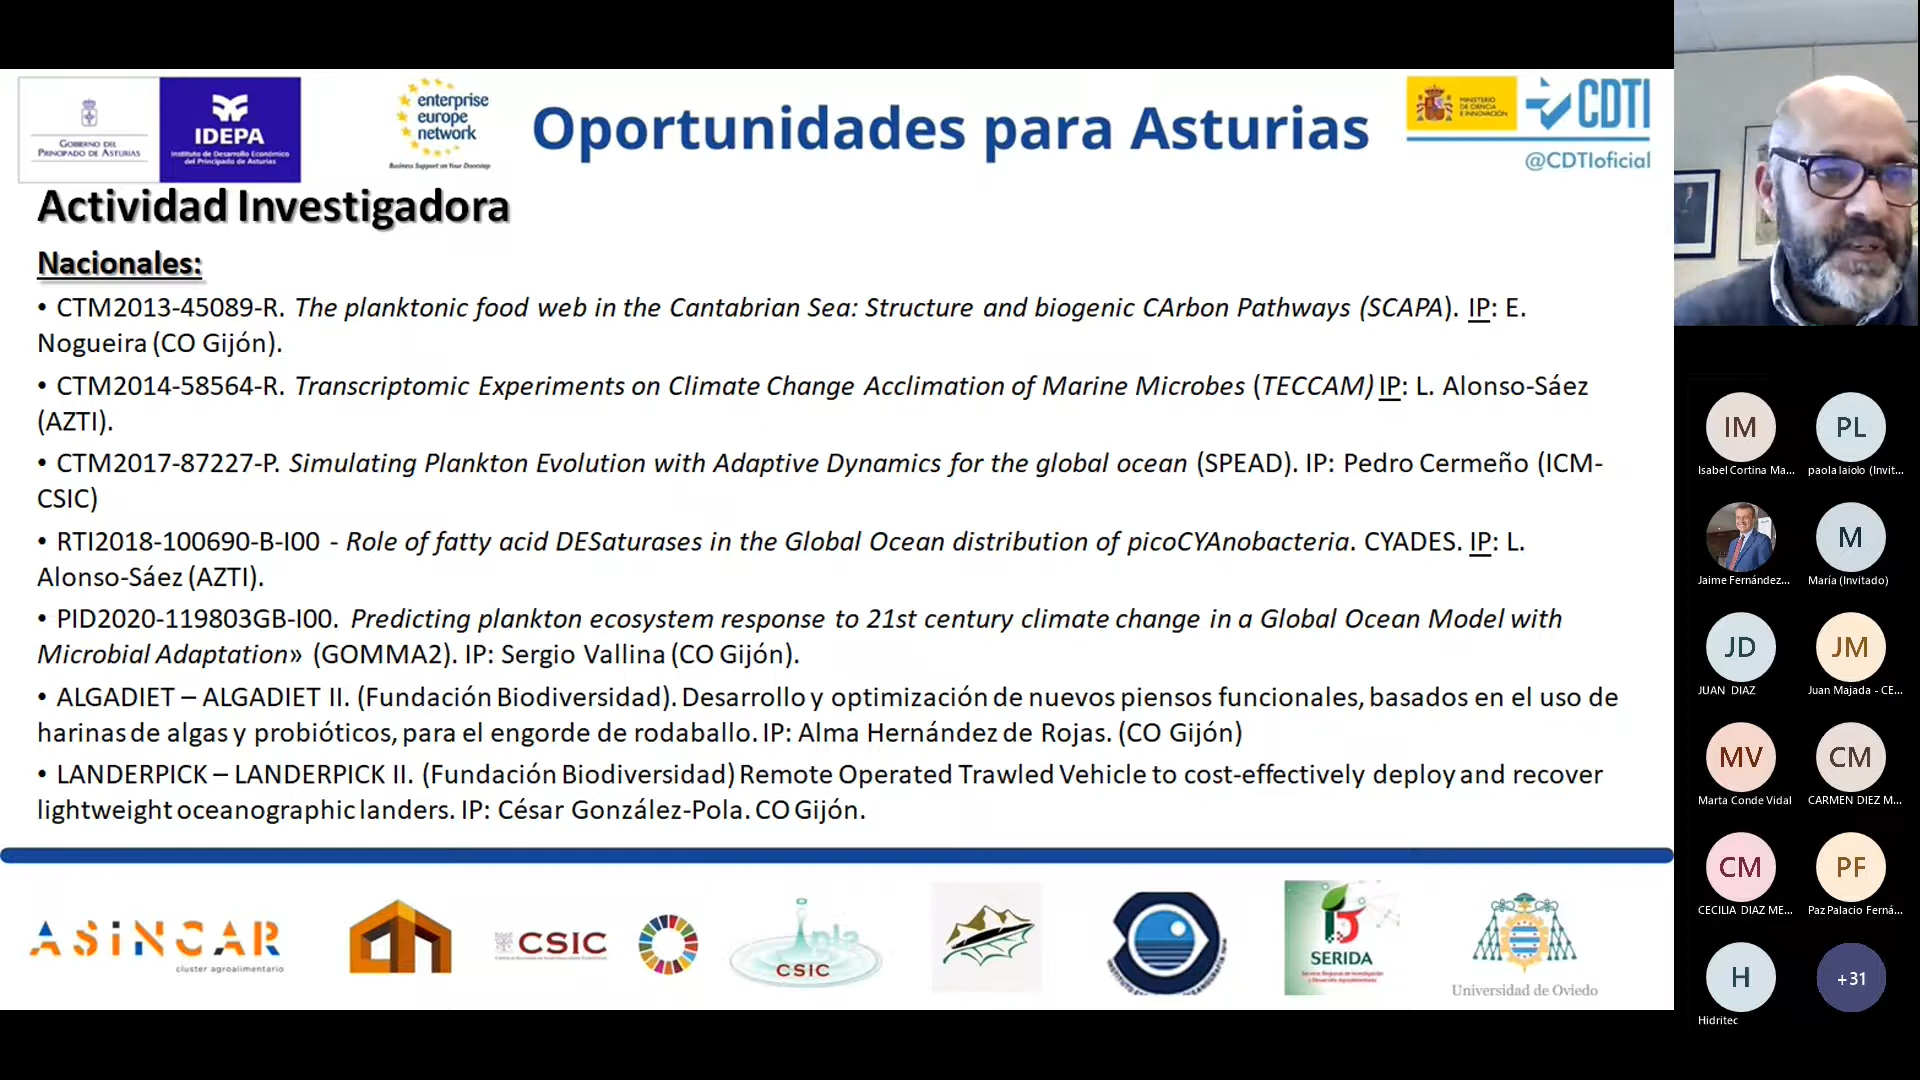 GOBIERNO DEL
PRINCIPADO DE ASTURIAS
IDEPA
Instituto de Desarrollo Económico
del Principado de Asturias
enterprise
europe
network
Business Support on Your Doorstep
Oportunidades para Asturias
MINISTERIO
DE CIENCIA
E INNOVACIÓN
CDTI
@CDTIoficial
Actividad Investigadora
Nacionales:
• CTM2013-45089-R. The planktonic food web in the Cantabrian Sea: Structure and biogenic CArbon Pathways (SCAPA). IP: E.
Nogueira (CO Gijón).
• CTM2014-58564-R. Transcriptomic Experiments on Climate Change Acclimation of Marine Microbes (TECCAM) IP: L. Alonso-Sáez
(AZTI).
• CTM2017-87227-P. Simulating Plankton Evolution with Adaptive Dynamics for the global ocean (SPEAD). IP: Pedro Cermeño (ICM-
CSIC)
• RTI2018-100690-B-I00 - Role of fatty acid DESaturases in the Global Ocean distribution of picoCYAnobacteria. CYADES. IP: L.
Alonso-Sáez (AZTI).
• PID2020-119803GB-I00. Predicting plankton ecosystem response to 21st century climate change in a Global Ocean Model with
Microbial Adaptation» (GOMMA2). IP: Sergio Vallina (CO Gijón).
• ALGADIET – ALGADIET II. (Fundación Biodiversidad). Desarrollo y optimización de nuevos piensos funcionales, basados en el uso de
harinas de algas y probióticos, para el engorde de rodaballo. IP: Alma Hernández de Rojas. (CO Gijón)
• LANDERPICK – LANDERPICK II. (Fundación Biodiversidad) Remote Operated Trawled Vehicle to cost-effectively deploy and recover
lightweight oceanographic landers. IP: César González-Pola. CO Gijón.
ASINCAR
cluster agroalimentario
CSIC
CSIC
SERIDA
Universidad de Oviedo
IM
Isabel Cortina Ma...
PL
paola laiolo (Invit...
Jaime Fernández...
M
María (Invitado)
JD
JUAN DIAZ
JM
Juan Majada - CE...
MV
Marta Conde Vidal
CM
CARMEN DIEZ M...
CM
CECILIA DIAZ ME...
PF
Paz Palacio Ferná...
H
Hidritec
+31